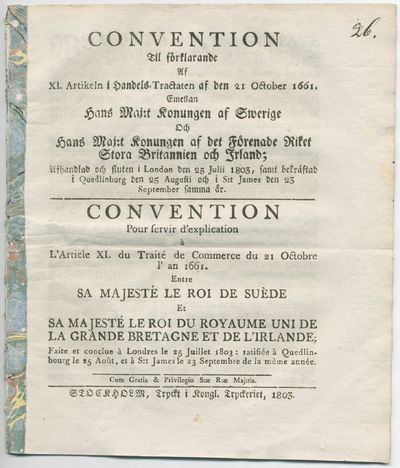 26.
CONVENTION
Til förklarande
Af
XI. Artikeln i Handels-Tractaten af den 21 October 1661.
Emellan
Hans Maj:t Konungen af Swerige
Och
Hans Maj:t Konungen af det Förenade Riket
Stora Britannien och Irland;
Afhandlad och sluten i London den 25 Julii 1803, samt bekräftad
i Quedlinburg den 25 Augusti och i S:t James den 23
September samma år.
CONVENTION
Pour servir d'explication
à
L'Article XI. du Traité de Commerce du 21 Octobre
l' an 1661.
Entre
SA MAJESTÉ LE ROI DE SUÈDE
Et
SA MAJESTÉ LE ROI DU ROYAUME UNI DE
LA GRANDE BRETAGNE ET DE L'IRLANDE;
Faite et conclue à Londres le 25 Juillet 1803: ratifiée à Quedlin-
bourg le 25 Août, et à S:t James le 23 Septembre de la même année.
Cum Gratia & Privilegio Suæ Ræ Majestis.
STOCKHOLM, Tryckt i Kongl. Tryckeriet, 1803.